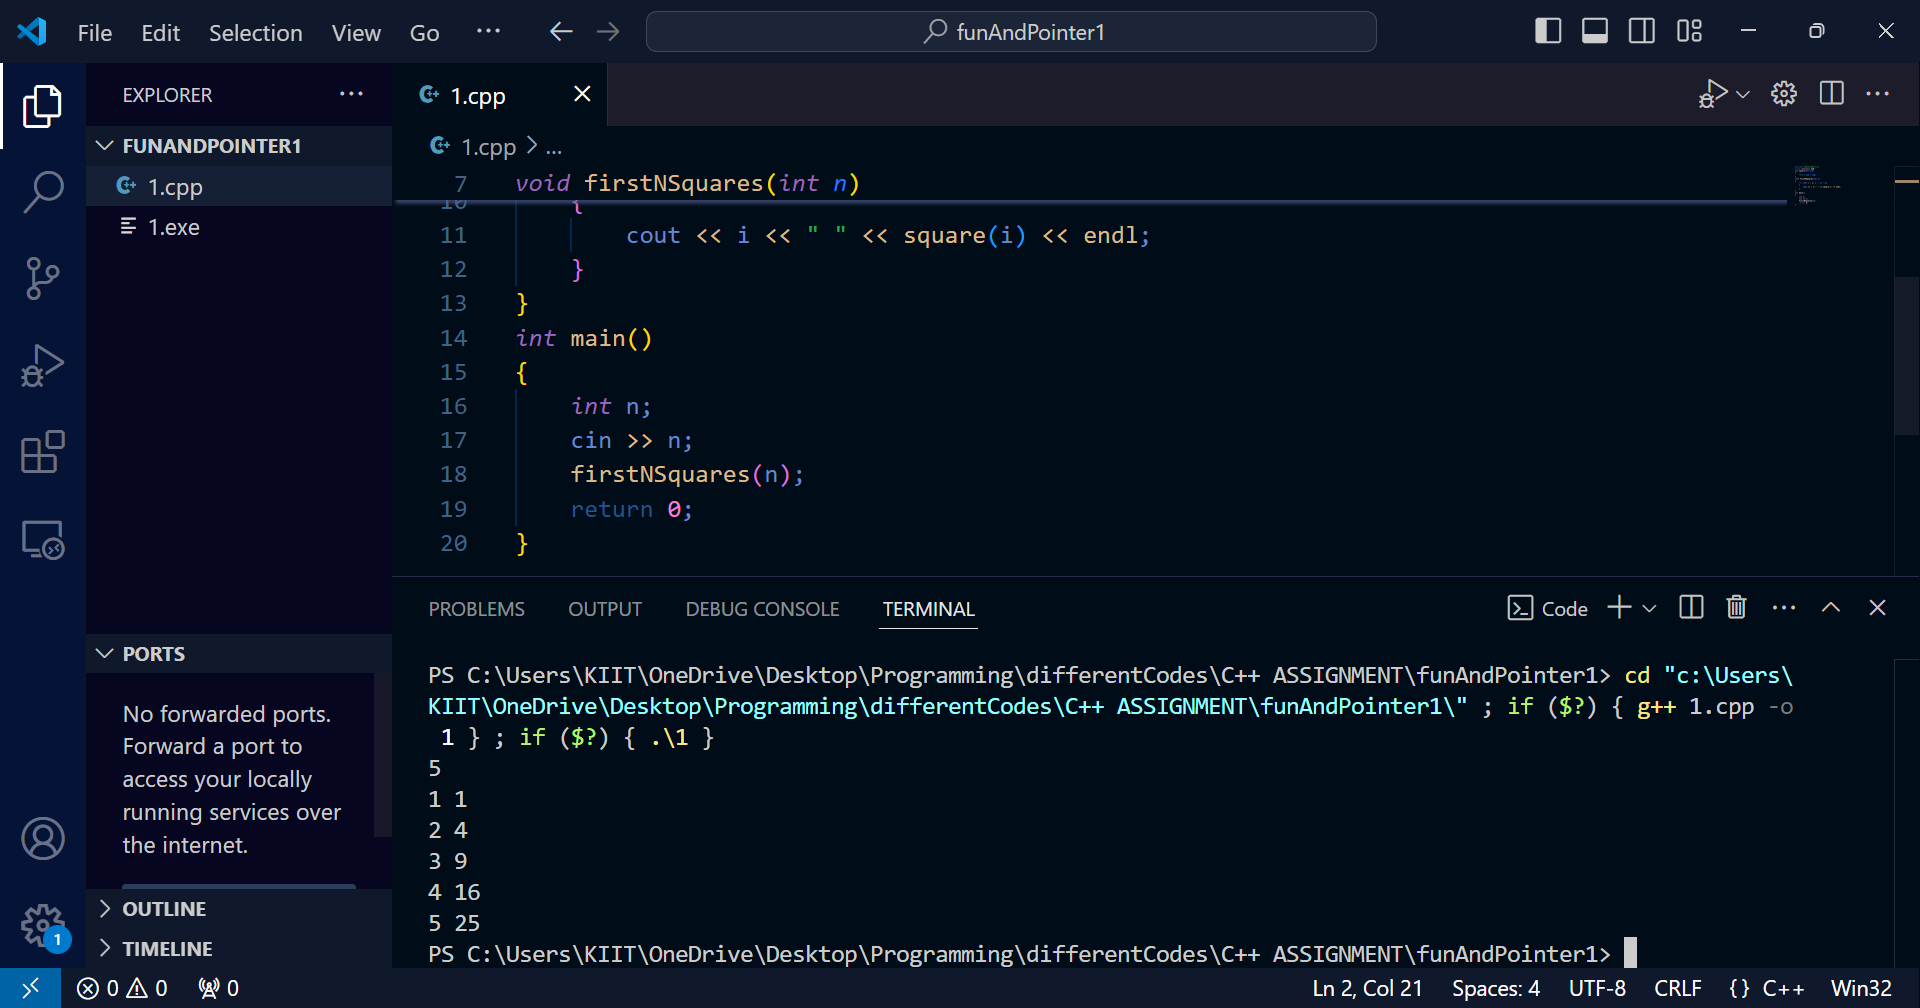 File Edit Selection View Go ··· funAndPointer1
EXPLORER ···
1.cpp
FUNANDPOINTER1
1.cpp
1.exe
1.cpp > ...
7 void firstNSquares(int n)
10 {
11 cout << i << " " << square(i) << endl;
12 }
13 }
14 int main()
15 {
16 int n;
17 cin >> n;
18 firstNSquares(n);
19 return 0;
20 }
PROBLEMS OUTPUT DEBUG CONSOLE TERMINAL Code
PS C:\Users\KIIT\OneDrive\Desktop\Programming\differentCodes\C++ ASSIGNMENT\funAndPointer1> cd "c:\Users\
KIIT\OneDrive\Desktop\Programming\differentCodes\C++ ASSIGNMENT\funAndPointer1\" ; if ($?) { g++ 1.cpp -o
1 } ; if ($?) { .\1 }
5
1 1
2 4
3 9
4 16
5 25
PS C:\Users\KIIT\OneDrive\Desktop\Programming\differentCodes\C++ ASSIGNMENT\funAndPointer1>
PORTS
No forwarded ports.
Forward a port to
access your locally
running services over
the internet.
OUTLINE
TIMELINE
1
0 0 0 Ln 2, Col 21 Spaces: 4 UTF-8 CRLF {} C++ Win32